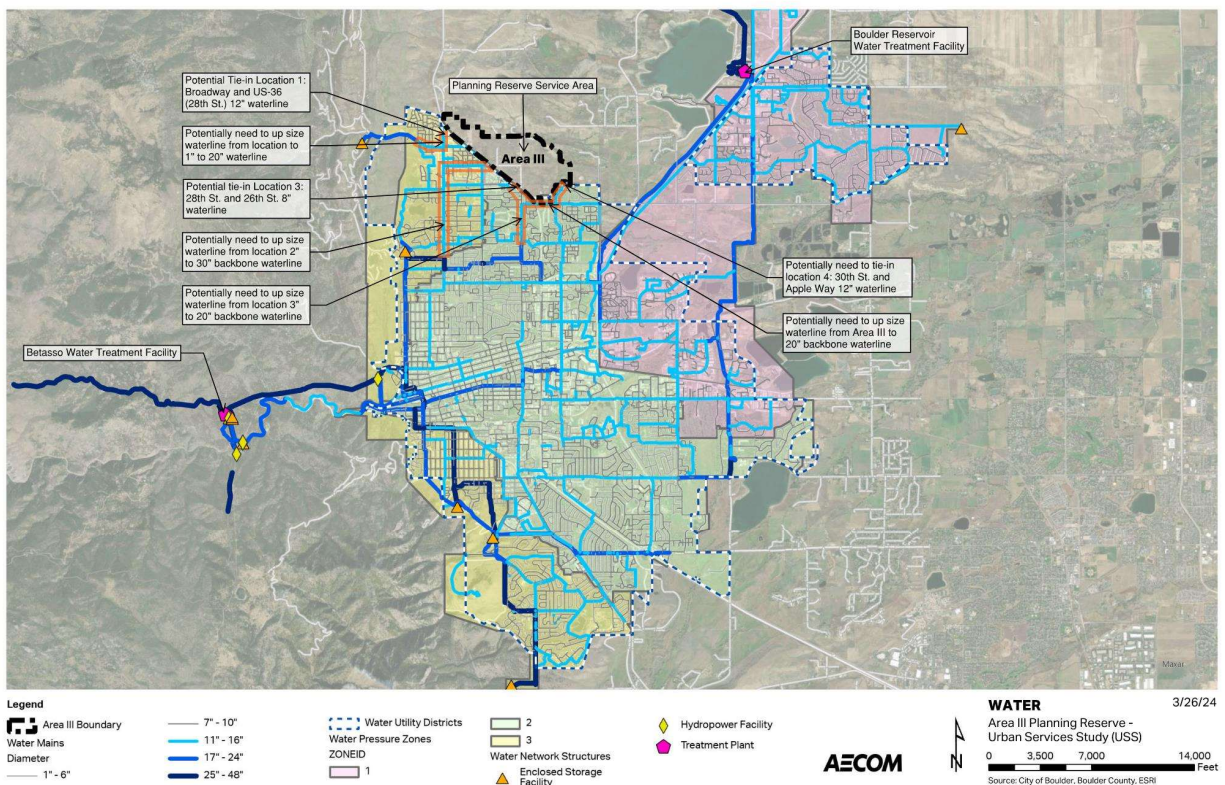 Boulder Reservoir
Water Treatment Facility
Potential Tie-in Location 1:
Broadway and US-36
(28th St.) 12" waterline
Planning Reserve Service Area
Potentially need to up size
waterline from location to
1" to 20" waterline
Area III
Potential tie-in Location 3:
28th St. and 26th St. 8"
waterline
Potentially need to up size
waterline from location 2"
to 30" backbone waterline
Potentially need to tie-in
location 4: 30th St. and
Apple Way 12" waterline
Potentially need to up size
waterline from location 3"
to 20" backbone waterline
Potentially need to up size
waterline from Area III to
20" backbone waterline
Betasso Water Treatment Facility
Maxar
Legend
Area III Boundary
Water Mains
Diameter
1" - 6"
7" - 10"
11" - 16"
17" - 24"
25" - 48"
Water Utility Districts
Water Pressure Zones
ZONEID
1
2
3
Water Network Structures
Enclosed Storage
Facility
Hydropower Facility
Treatment Plant
AECOM
N
WATER
3/26/24
Area III Planning Reserve -
Urban Services Study (USS)
0 3,500 7,000 14,000
Feet
Source: City of Boulder, Boulder County, ESRI